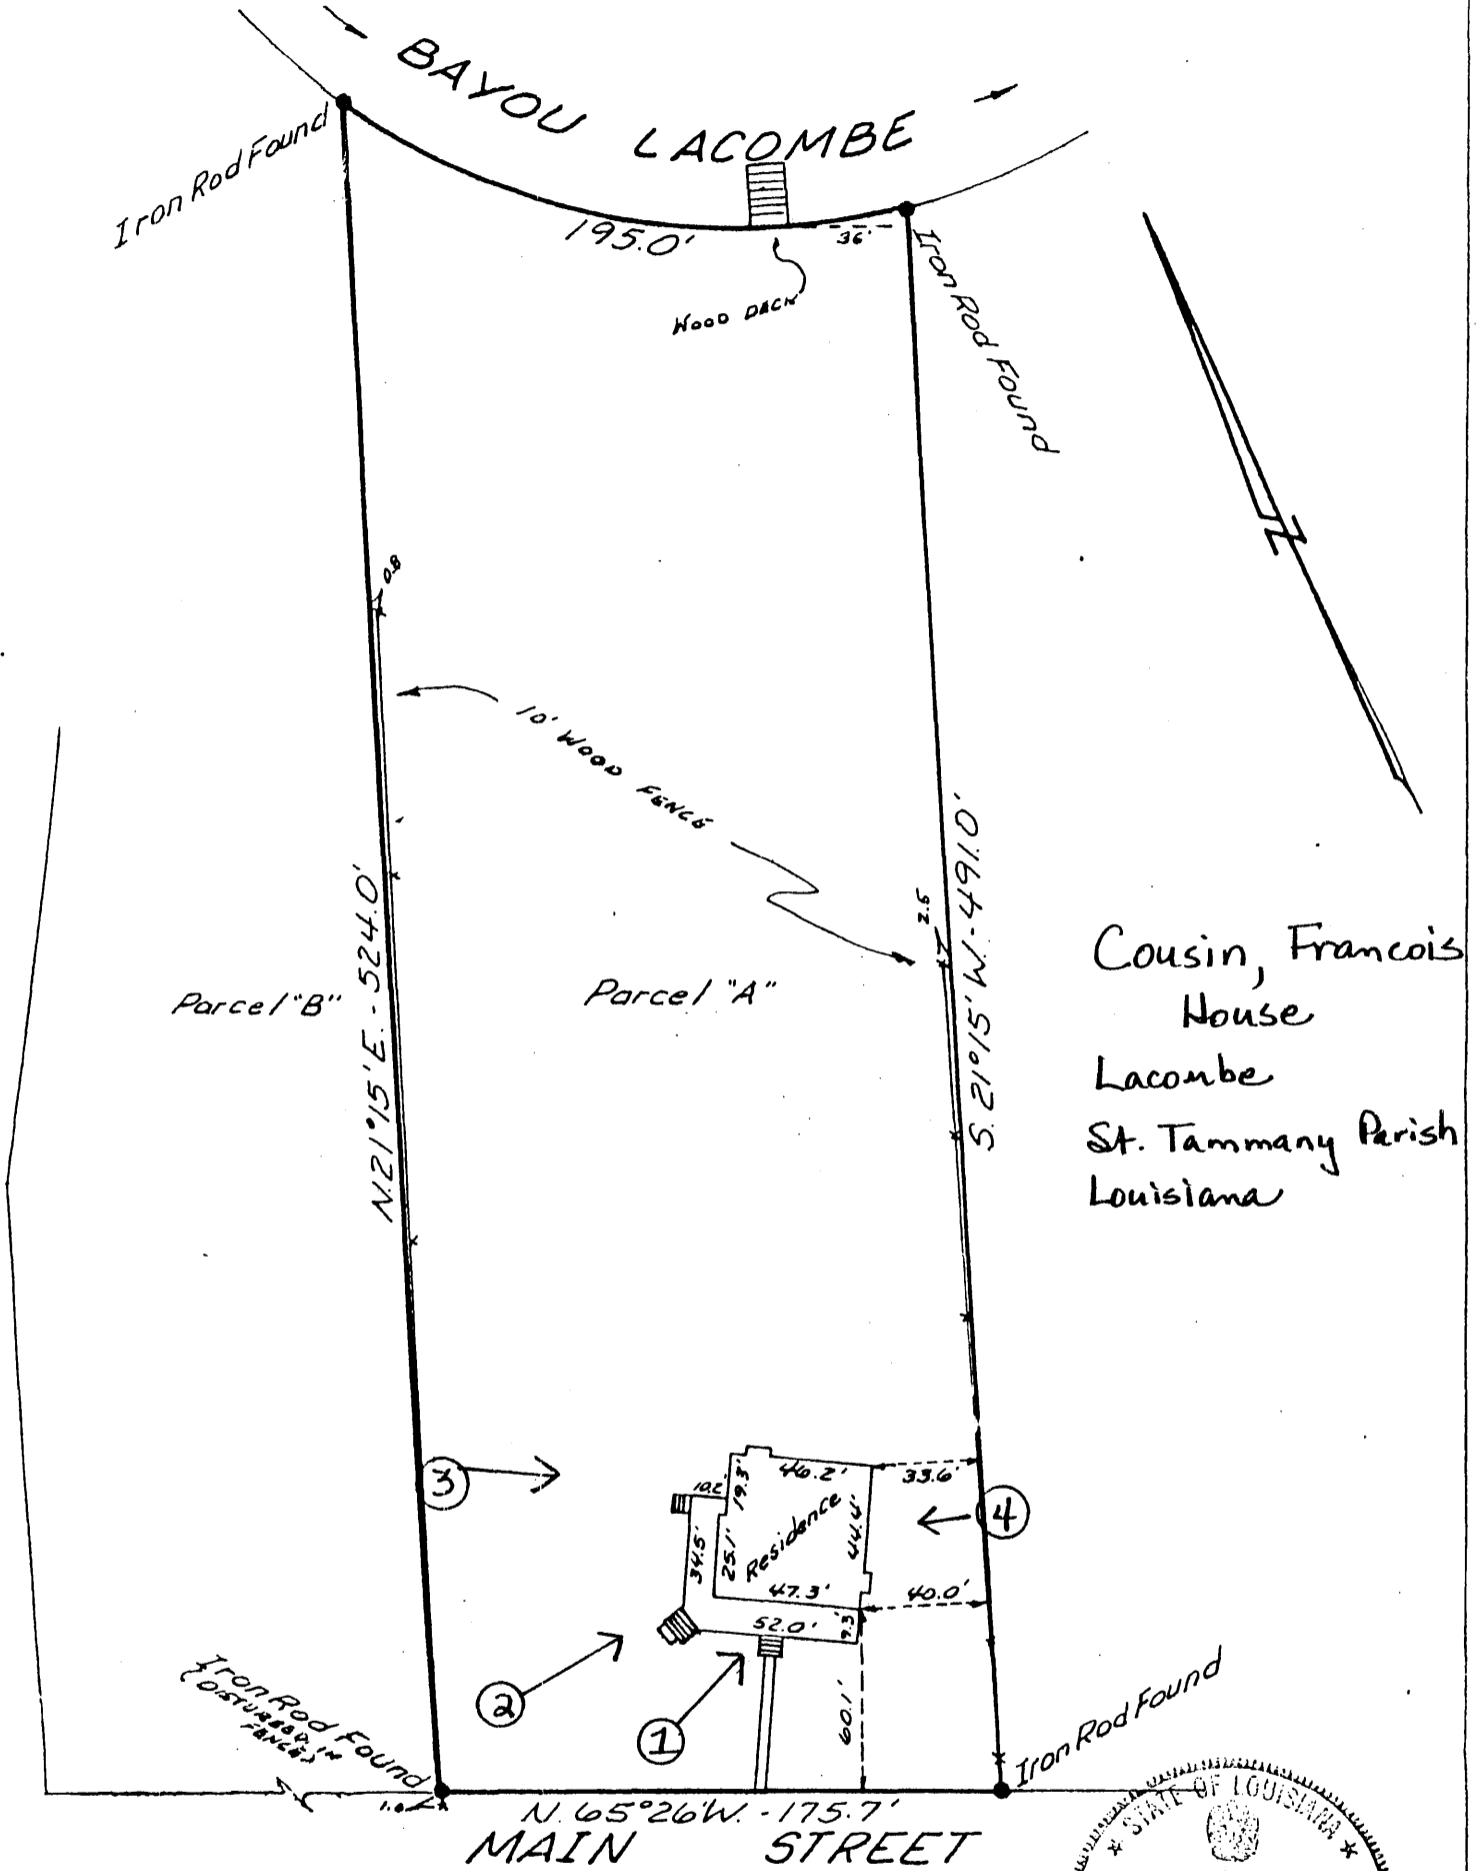 BAYOU LACOMBE
Iron Rod Found
195.0'
36'
Iron Rod Found
WOOD DACK
0.8
10' WOOD FENCE
N
N.21°15'E.-524.0'
2.5
S. 21°15' W.-491.0'
Parcel "B"
Parcel "A"
Cousin, Francois
House
Lacombe
St. Tammany Parish
Louisiana
3
46.2'
33.6'
10.2'
19.3'
4
Residence
44.4'
34.5'
25.1'
47.3'
40.0'
52.0'
9.3'
2
1
60.1'
Iron Rod Found
(DISTURBED IN
FENCE)
Iron Rod Found
1.0
N. 65°26'W.-175.7'
MAIN STREET
★ STATE OF LOUISIANA ★